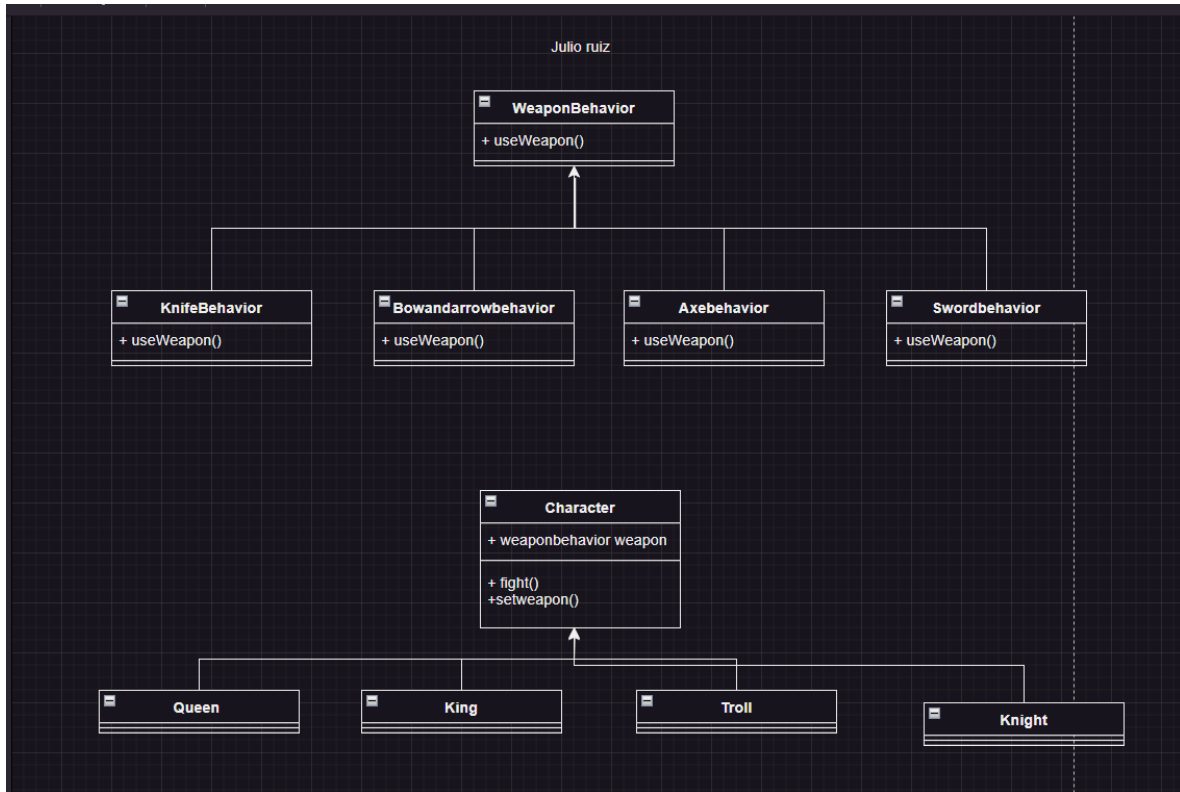 Julio ruiz
WeaponBehavior
+ useWeapon()
KnifeBehavior
+ useWeapon()
Bowandarrowbehavior
+ useWeapon()
Axebehavior
+ useWeapon()
Swordbehavior
+ useWeapon()
Character
+ weaponbehavior weapon
+ fight()
+setweapon()
Queen
King
Troll
Knight